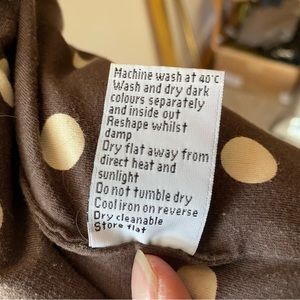 Machine wash at 40°c
Wash and dry dark
colours separately
and inside out
Reshape whilst
damp
Dry flat away from
direct heat and
sunlight
Do not tumble dry
Cool iron on reverse
Dry cleanable
Store flat